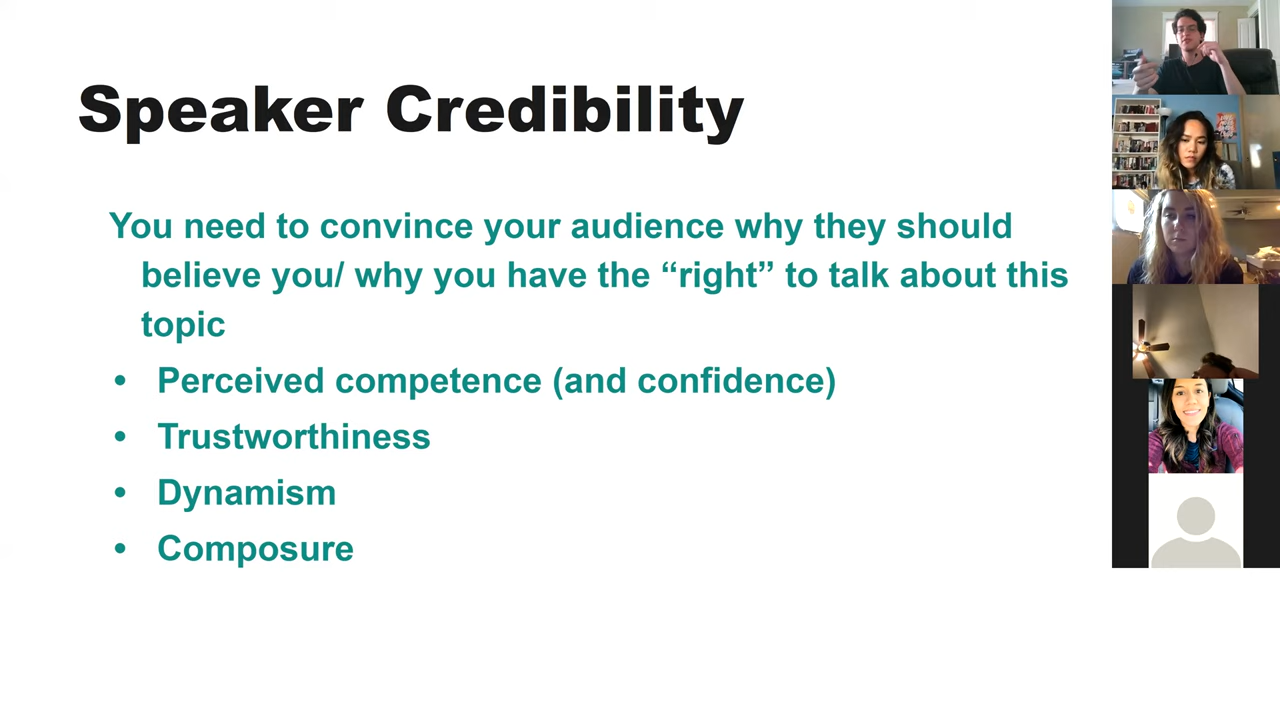 Speaker Credibility
You need to convince your audience why they should
believe you/ why you have the “right” to talk about this
topic
• Perceived competence (and confidence)
• Trustworthiness
• Dynamism
• Composure